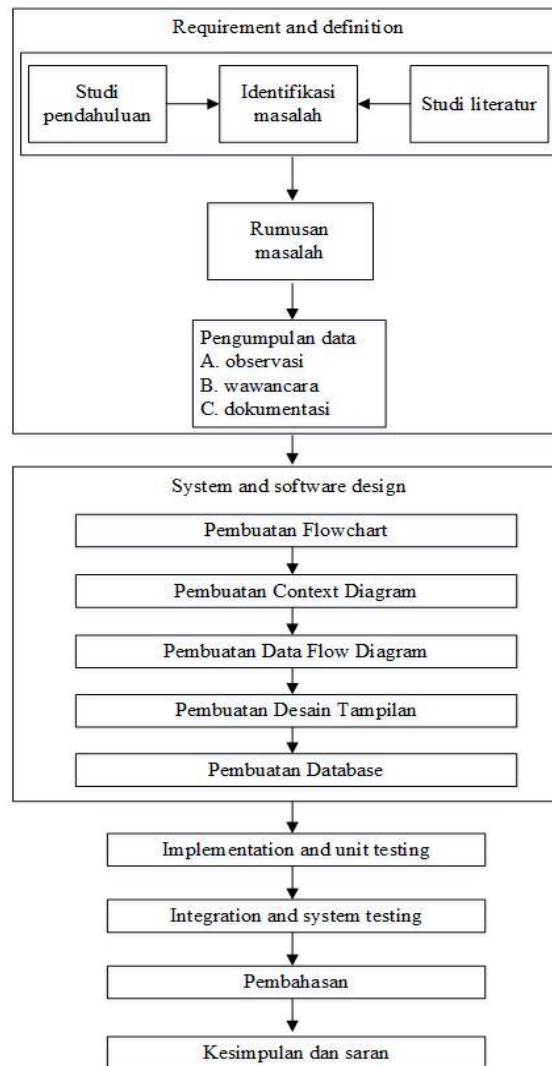 Requirement and definition
Studi
pendahuluan
Identifikasi
masalah
Studi literatur
Rumusan
masalah
Pengumpulan data
A. observasi
B. wawancara
C. dokumentasi
System and software design
Pembuatan Flowchart
Pembuatan Context Diagram
Pembuatan Data Flow Diagram
Pembuatan Desain Tampilan
Pembuatan Database
Implementation and unit testing
Integration and system testing
Pembahasan
Kesimpulan dan saran